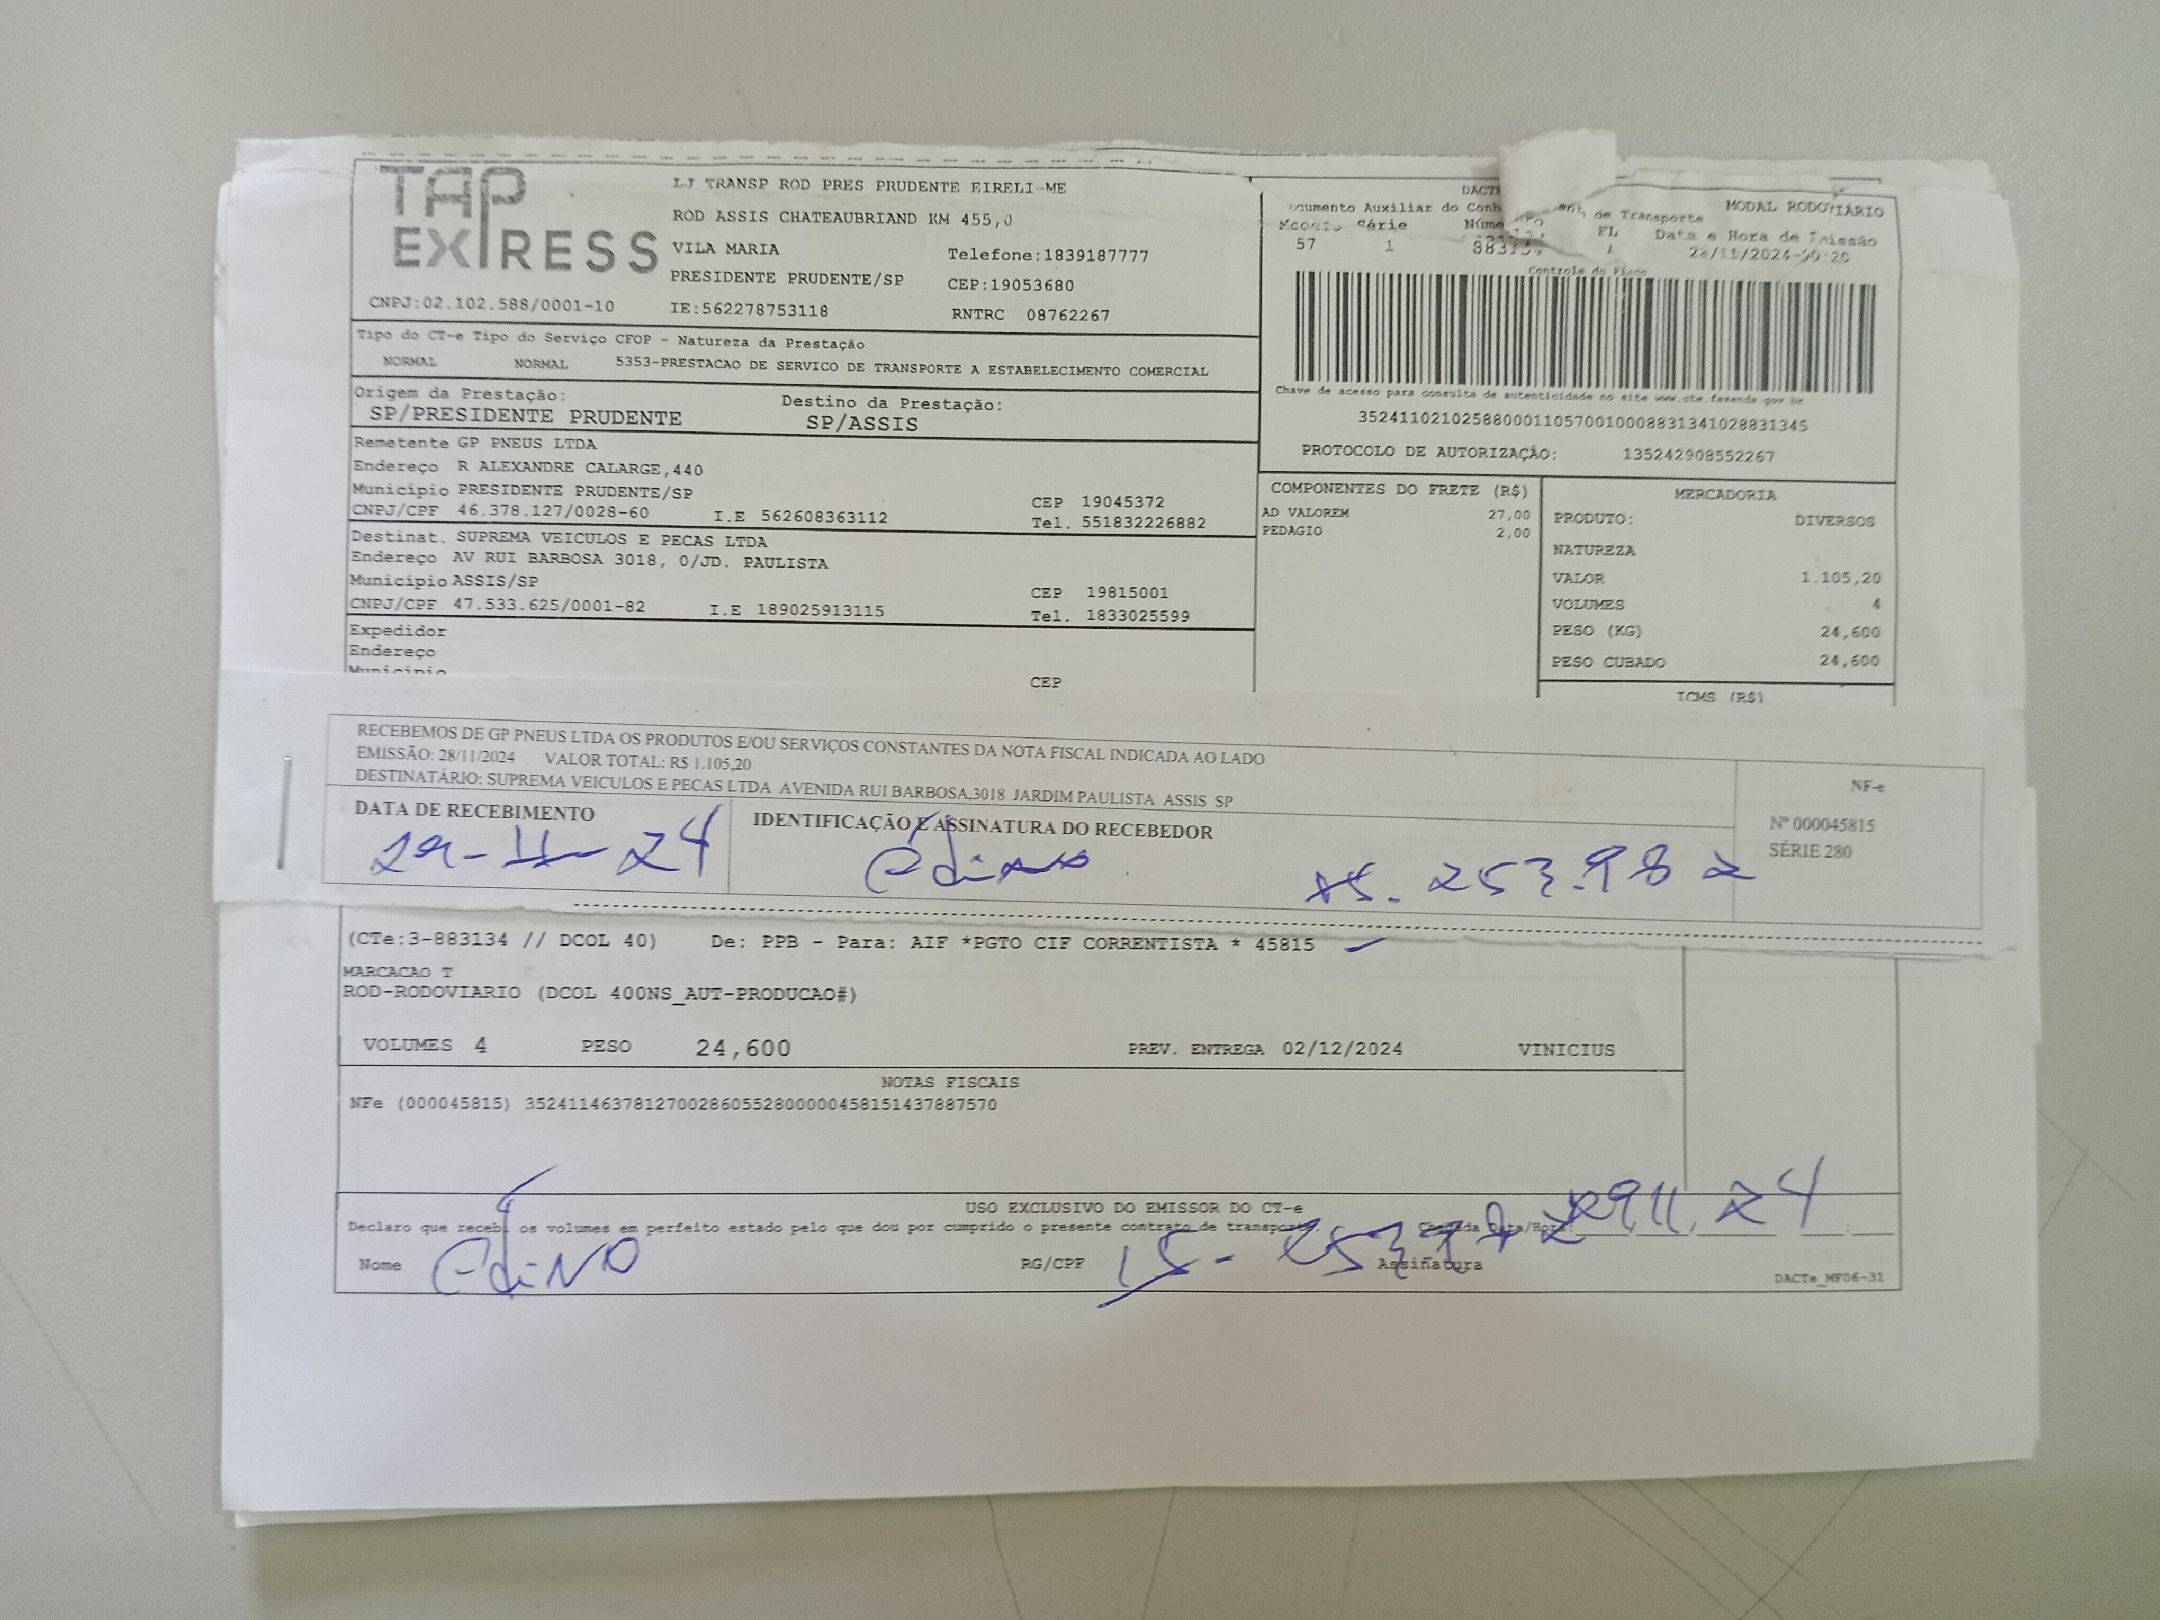 TAP EXPRESS
LJ TRANSP ROD PRES PRUDENTE EIRELI-ME
ROD ASSIS CHATEAUBRIAND KM 455,0
VILA MARIA Telefone:1839187777
PRESIDENTE PRUDENTE/SP CEP:19053680
CNPJ:02.102.588/0001-10 IE:562278753118 RNTRC 08762267
DACTE MODAL RODOVIÁRIO
Auxiliar do de Transporte
Série FL Data e Hora de Emissão
57 1 1 28/11/2024
Controle do Fisco
Chave de acesso para consulta de autenticidade no site www.cte.fazenda.gov.br
35241102102588000110570010008831341028831345
PROTOCOLO DE AUTORIZAÇÃO: 135242908552267
Tipo do CT-e Tipo do Serviço CFOP - Natureza da Prestação
NORMAL NORMAL 5353-PRESTACAO DE SERVICO DE TRANSPORTE A ESTABELECIMENTO COMERCIAL
Origem da Prestação: Destino da Prestação:
SP/PRESIDENTE PRUDENTE SP/ASSIS
Remetente GP PNEUS LTDA
Endereço R ALEXANDRE CALARGE,440
Município PRESIDENTE PRUDENTE/SP CEP 19045372
CNPJ/CPF 46.378.127/0028-60 I.E 562608363112 Tel. 551832226882
Destinat. SUPREMA VEICULOS E PECAS LTDA
Endereço AV RUI BARBOSA 3018, 0/JD. PAULISTA
Município ASSIS/SP CEP 19815001
CNPJ/CPF 47.533.625/0001-82 I.E 189025913115 Tel. 1833025599
Expedidor
Endereço
Município CEP
COMPONENTES DO FRETE (R$)
AD VALOREM 27,00
PEDAGIO 2,00
MERCADORIA
PRODUTO: DIVERSOS
NATUREZA
VALOR 1.105,20
VOLUMES 4
PESO (KG) 24,600
PESO CUBADO 24,600
ICMS (R$)
RECEBEMOS DE GP PNEUS LTDA OS PRODUTOS E/OU SERVIÇOS CONSTANTES DA NOTA FISCAL INDICADA AO LADO
EMISSÃO: 28/11/2024 VALOR TOTAL: R$ 1.105,20
DESTINATÁRIO: SUPREMA VEICULOS E PECAS LTDA AVENIDA RUI BARBOSA,3018 JARDIM PAULISTA ASSIS SP
DATA DE RECEBIMENTO IDENTIFICAÇÃO E ASSINATURA DO RECEBEDOR
29-11-24
NF-e
Nº 000045815
SÉRIE 280
(CTe:3-883134 // DCOL 40) De: PPB - Para: AIF *PGTO CIF CORRENTISTA * 45815
MARCACAO T
ROD-RODOVIARIO (DCOL 400NS_AUT-PRODUCAO#)
VOLUMES 4 PESO 24,600 PREV. ENTREGA 02/12/2024 VINICIUS
NOTAS FISCAIS
NFe (000045815) 35241146378127002860552800000458151437887570
USO EXCLUSIVO DO EMISSOR DO CT-e
Declaro que recebi os volumes em perfeito estado pelo que dou por cumprido o presente contrato de transporte. Chegada Data/Hora:
Nome RG/CPF Assinatura
DACTe_MF06-31